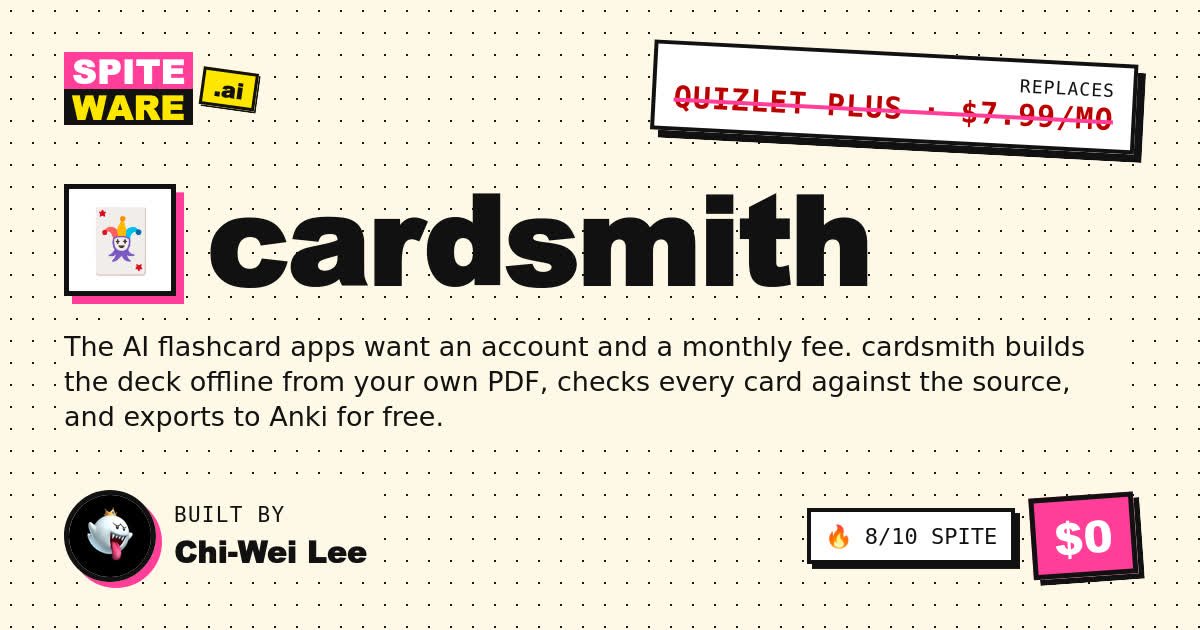 SPITE
WARE
.ai
REPLACES
QUIZLET PLUS · $7.99/MO
cardsmith
The AI flashcard apps want an account and a monthly fee. cardsmith builds
the deck offline from your own PDF, checks every card against the source,
and exports to Anki for free.
BUILT BY
Chi-Wei Lee
8/10 SPITE
$0